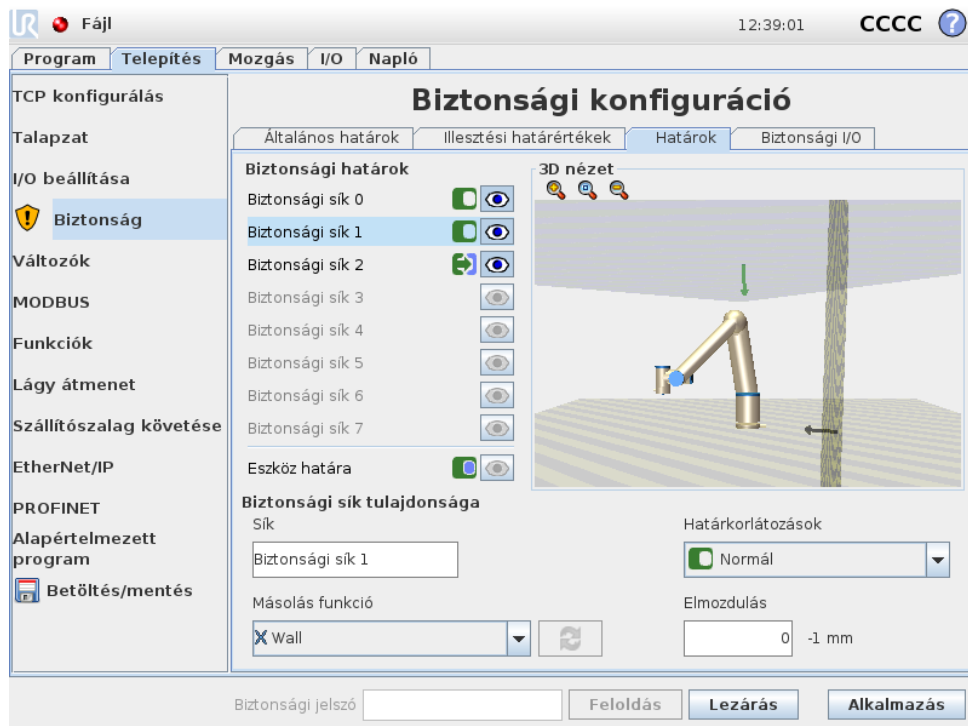 UR Fájl 12:39:01 CCCC ?
Program Telepítés Mozgás I/O Napló
TCP konfigurálás
Talapzat
I/O beállítása
Biztonság
Változók
MODBUS
Funkciók
Lágy átmenet
Szállítószalag követése
EtherNet/IP
PROFINET
Alapértelmezett
program
Betöltés/mentés
Biztonsági konfiguráció
Általános határok Illesztési határértékek Határok Biztonsági I/O
Biztonsági határok
Biztonsági sík 0
Biztonsági sík 1
Biztonsági sík 2
Biztonsági sík 3
Biztonsági sík 4
Biztonsági sík 5
Biztonsági sík 6
Biztonsági sík 7
Eszköz határa
3D nézet
Biztonsági sík tulajdonsága
Sík
Biztonsági sík 1
Határkorlátozások
Normál
Másolás funkció
Wall
Elmozdulás
0 -1 mm
Biztonsági jelszó Feloldás Lezárás Alkalmazás